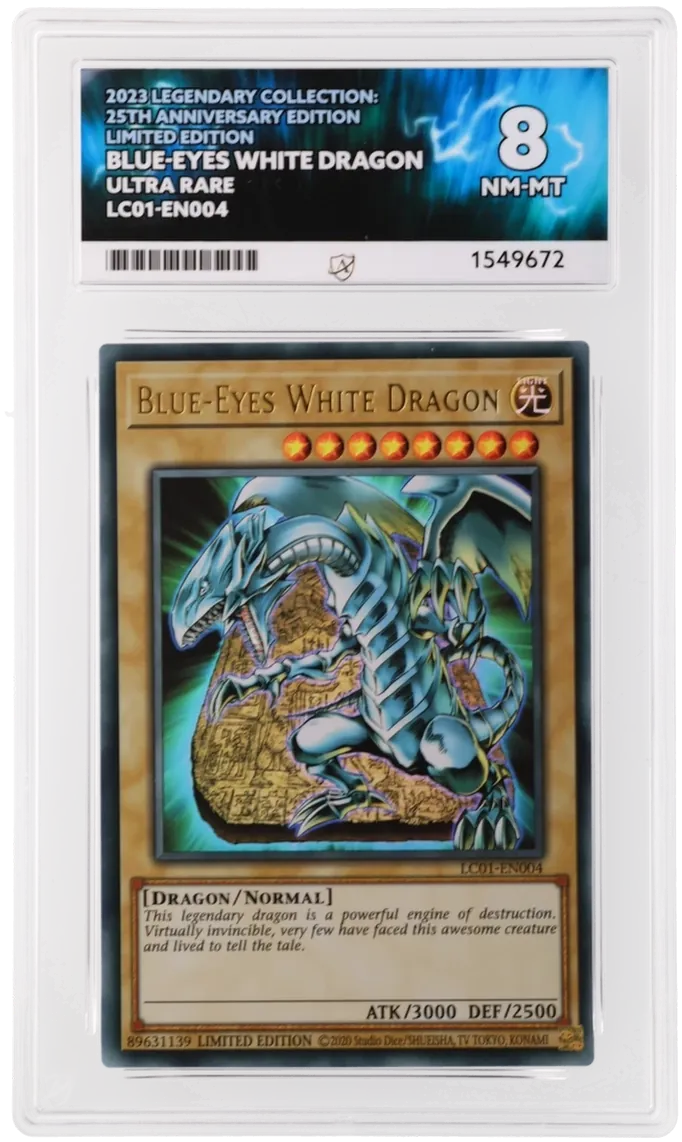 2023 LEGENDARY COLLECTION:
25TH ANNIVERSARY EDITION
LIMITED EDITION
BLUE-EYES WHITE DRAGON
ULTRA RARE
LC01-EN004
8
NM-MT
1549672
BLUE-EYES WHITE DRAGON
LIGHT
光
LC01-EN004
[DRAGON/NORMAL]
This legendary dragon is a powerful engine of destruction.
Virtually invincible, very few have faced this awesome creature
and lived to tell the tale.
ATK/3000 DEF/2500
89631139 LIMITED EDITION ©2020 Studio Dice/SHUEISHA, TV TOKYO, KONAMI